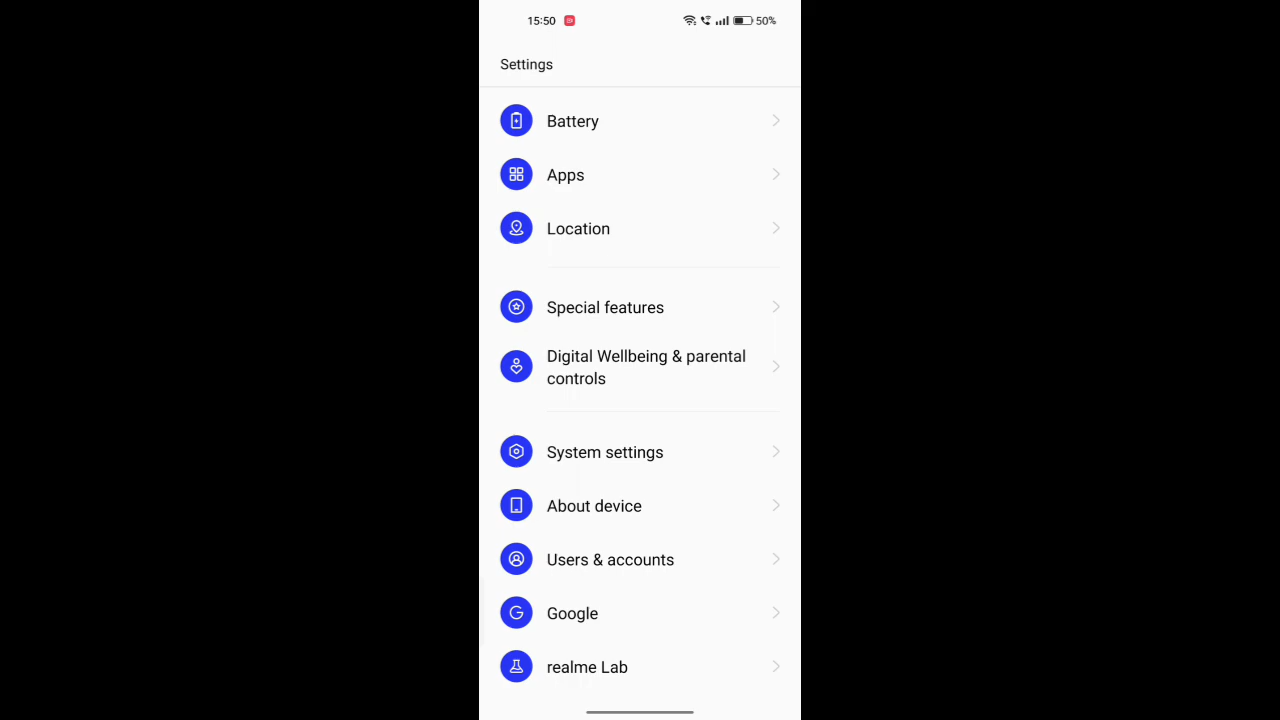 15:50
50%
Settings
Battery
Apps
Location
Special features
Digital Wellbeing & parental
controls
System settings
About device
Users & accounts
Google
realme Lab